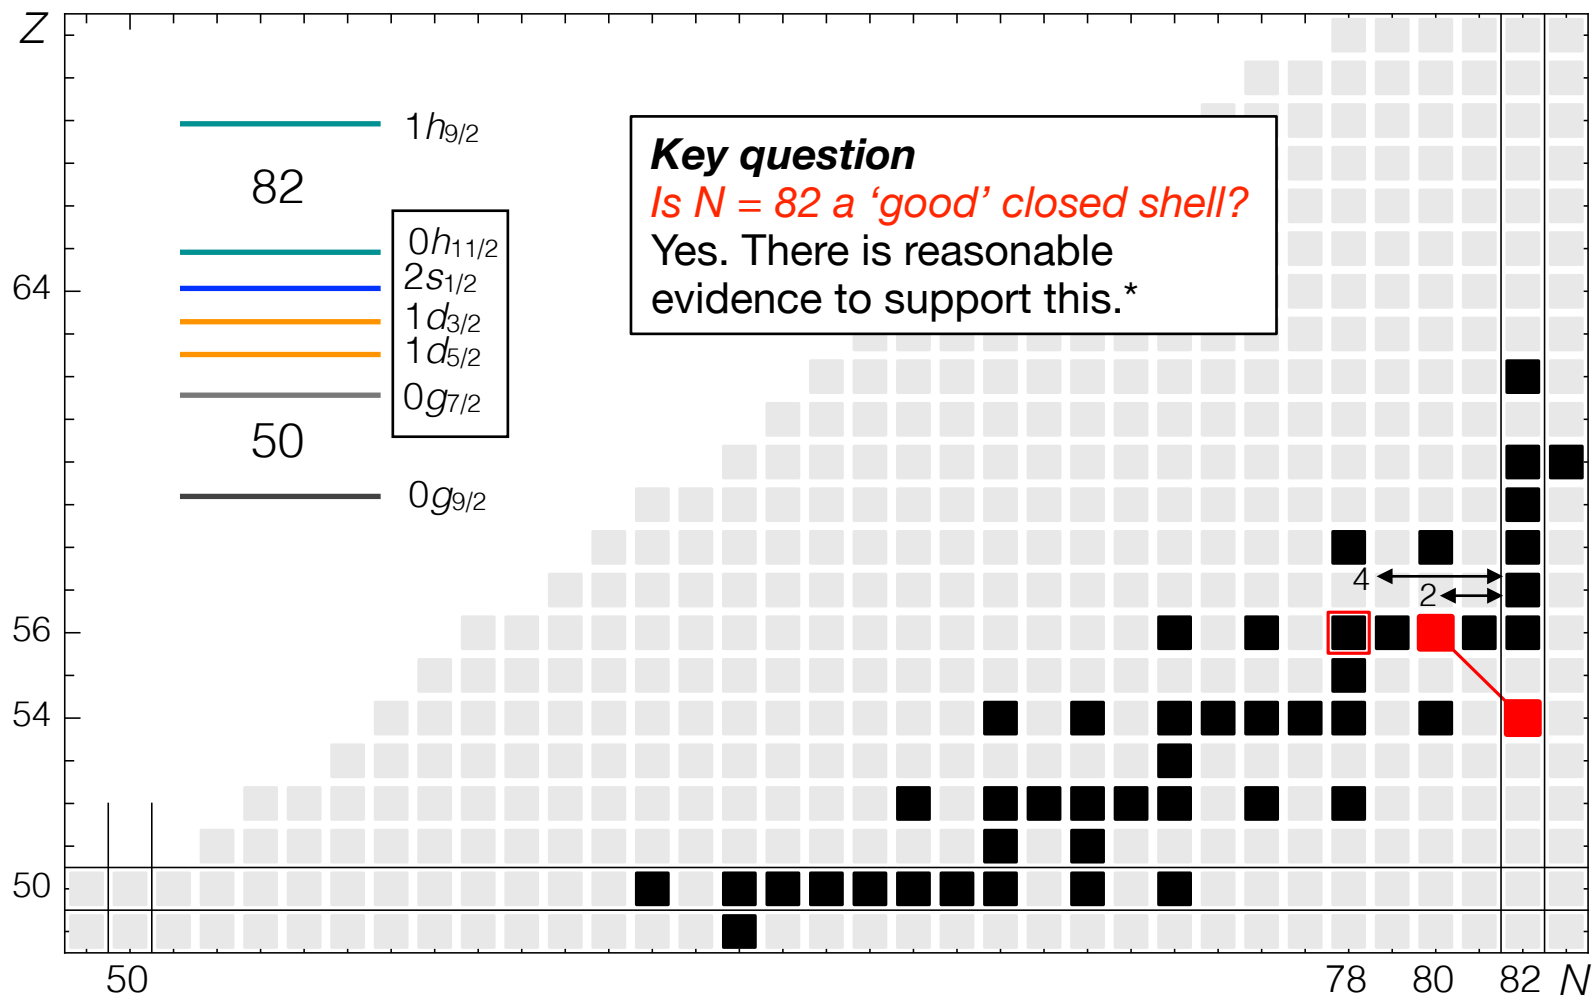 Z
1h9/2
82
0h11/2
2s1/2
1d3/2
1d5/2
0g7/2
50
0g9/2
Key question
Is N = 82 a ‘good’ closed shell?
Yes. There is reasonable
evidence to support this.*
64
56
54
50
4
2
50
78
80
82
N